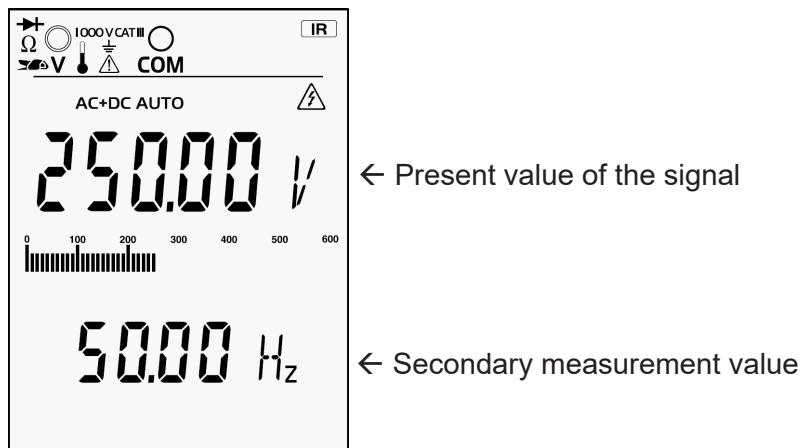 1000 V CAT III IR
Ω
V COM
AC+DC AUTO
250.00 V
← Present value of the signal
0 100 200 300 400 500 600
50.00 Hz
← Secondary measurement value